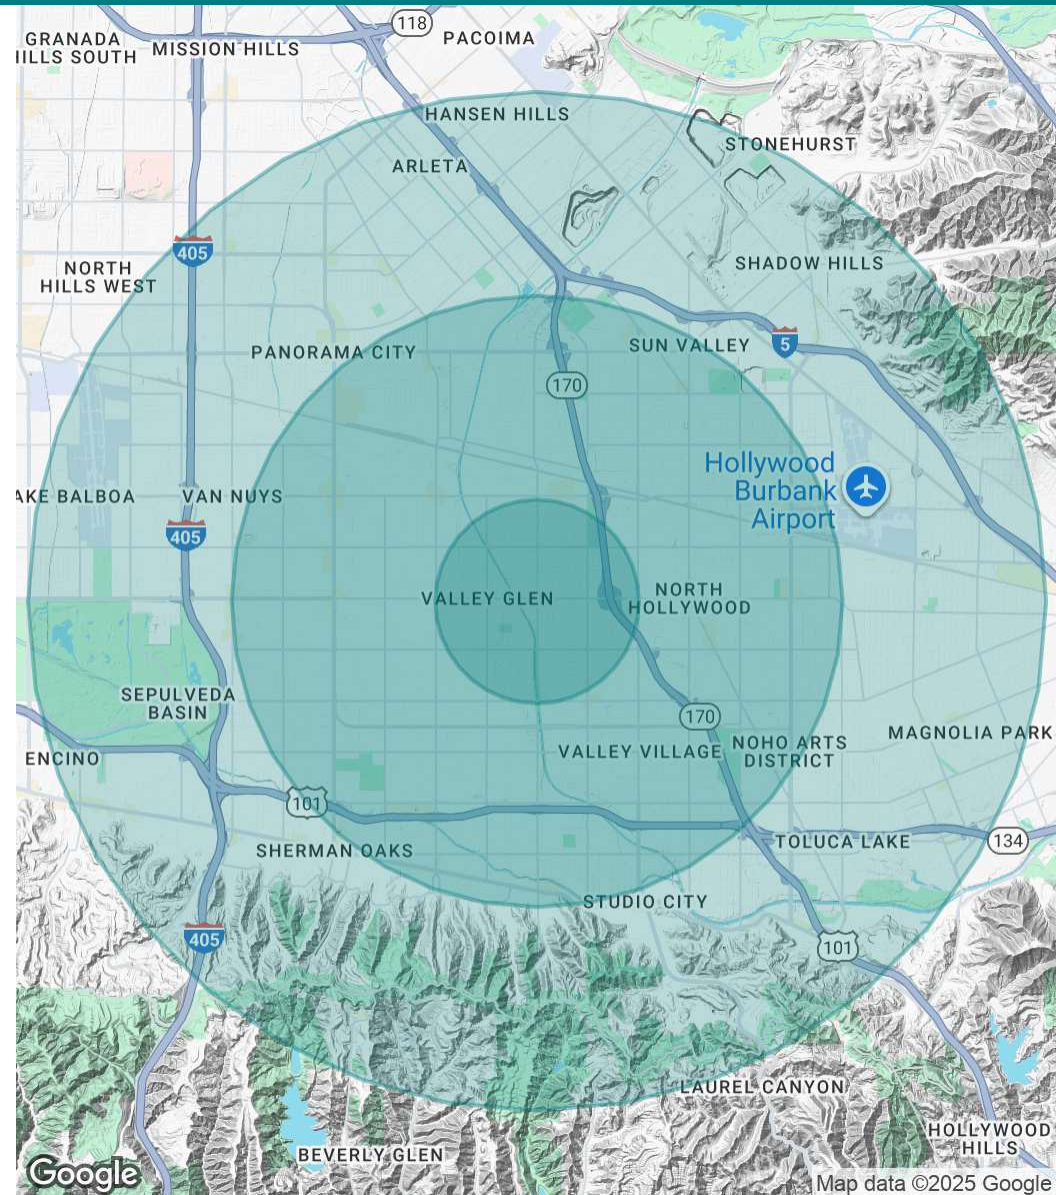 118
PACOIMA
GRANADA
HILLS SOUTH
MISSION HILLS
HANSEN HILLS
STONEHURST
ARLETA
405
SHADOW HILLS
NORTH
HILLS WEST
PANORAMA CITY
SUN VALLEY
5
170
Hollywood
Burbank
Airport
AKE BALBOA
VAN NUYS
405
VALLEY GLEN
NORTH
HOLLYWOOD
SEPULVEDA
BASIN
170
MAGNOLIA PARK
VALLEY VILLAGE
NOHO ARTS
DISTRICT
ENCINO
101
SHERMAN OAKS
TOLUCA LAKE
134
STUDIO CITY
405
101
LAUREL CANYON
HOLLYWOOD
HILLS
BEVERLY GLEN
Google
Map data ©2025 Google